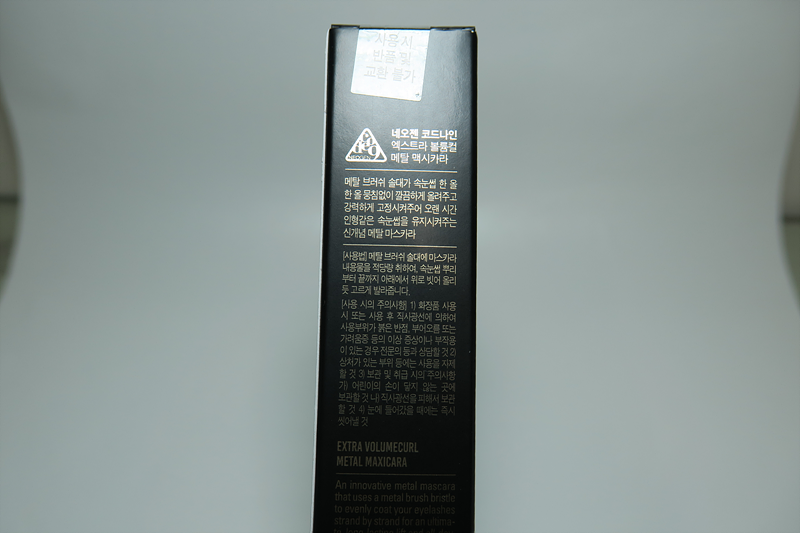 사용시
반품 및
교환 불가
NEOGEN
네오젠 코드나인
엑스트라 볼륨컬
메탈 맥시카라
메탈 브러쉬 솔대가 속눈썹 한 올
한 올 뭉침없이 깔끔하게 올려주고
강력하게 고정시켜주어 오랜 시간
인형같은 속눈썹을 유지시켜주는
신개념 메탈 마스카라
[사용법] 메탈 브러쉬 솔대에 마스카라
내용물을 적당량 취하여, 속눈썹 뿌리
부터 끝까지 아래에서 위로 빗어 올리
듯 고르게 발라줍니다.
[사용 시의 주의사항] 1) 화장품 사용
시 또는 사용 후 직사광선에 의하여
사용부위가 붉은 반점, 부어오름 또는
가려움증 등의 이상 증상이나 부작용
이 있는 경우 전문의 등과 상담할 것 2)
상처가 있는 부위 등에는 사용을 자제
할 것 3) 보관 및 취급 시의 주의사항
가) 어린이의 손이 닿지 않는 곳에
보관할 것 나) 직사광선을 피해서 보관
할 것 4) 눈에 들어갔을 때에는 즉시
씻어낼 것
EXTRA VOLUMECURL
METAL MAXICARA
An innovative metal mascara
that uses a metal brush bristle
to evenly coat your eyelashes
strand by strand for an ultima-